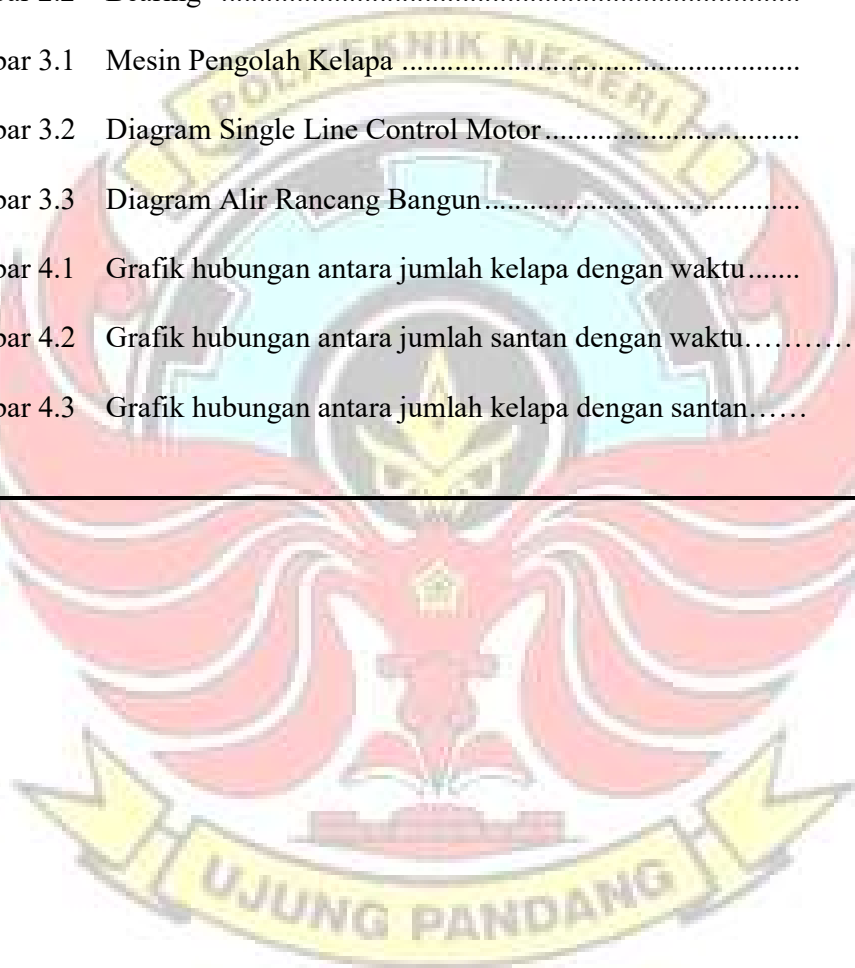 Bearing ........................................................................
bar 3.1 Mesin Pengolah Kelapa ....................................................
bar 3.2 Diagram Single Line Control Motor ..................................
bar 3.3 Diagram Alir Rancang Bangun .........................................
bar 4.1 Grafik hubungan antara jumlah kelapa dengan waktu .......
bar 4.2 Grafik hubungan antara jumlah santan dengan waktu…………
bar 4.3 Grafik hubungan antara jumlah kelapa dengan santan……
POLITEKNIK NEGERI
UJUNG PANDANG